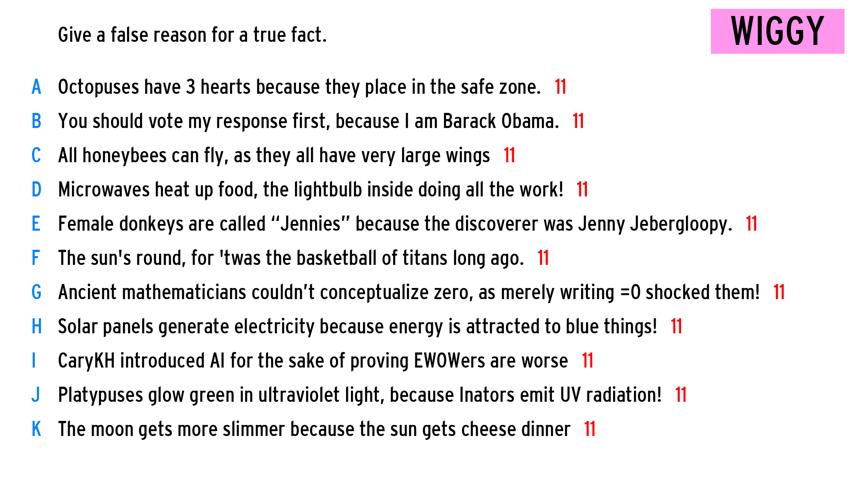 Give a false reason for a true fact.
WIGGY
A Octopuses have 3 hearts because they place in the safe zone. 11
B You should vote my response first, because I am Barack Obama. 11
C All honeybees can fly, as they all have very large wings 11
D Microwaves heat up food, the lightbulb inside doing all the work! 11
E Female donkeys are called “Jennies” because the discoverer was Jenny Jebergloopy. 11
F The sun's round, for 'twas the basketball of titans long ago. 11
G Ancient mathematicians couldn’t conceptualize zero, as merely writing =0 shocked them! 11
H Solar panels generate electricity because energy is attracted to blue things! 11
I CaryKH introduced AI for the sake of proving EWOWers are worse 11
J Platypuses glow green in ultraviolet light, because Inators emit UV radiation! 11
K The moon gets more slimmer because the sun gets cheese dinner 11